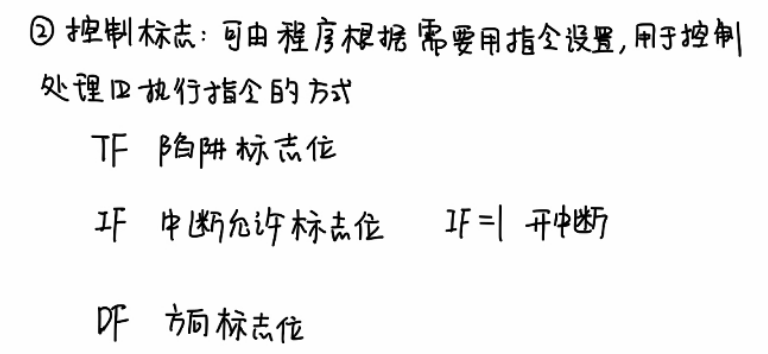 ② 控制标志：可由程序根据需要用指令设置，用于控制
处理器执行指令的方式
TF 陷阱标志位
IF 中断允许标志位 IF=1 开中断
DF 方向标志位